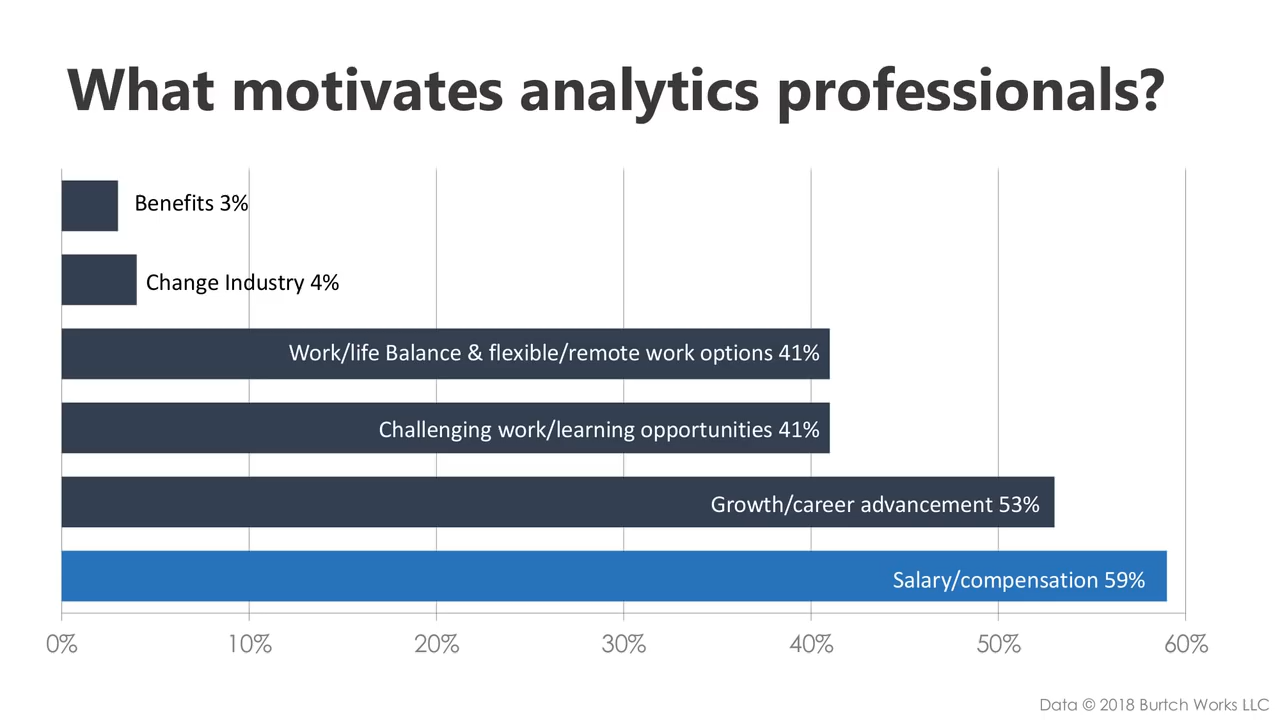 What motivates analytics professionals?
Benefits 3%
Change Industry 4%
Work/life Balance & flexible/remote work options 41%
Challenging work/learning opportunities 41%
Growth/career advancement 53%
Salary/compensation 59%
0% 10% 20% 30% 40% 50% 60%
Data © 2018 Burtch Works LLC